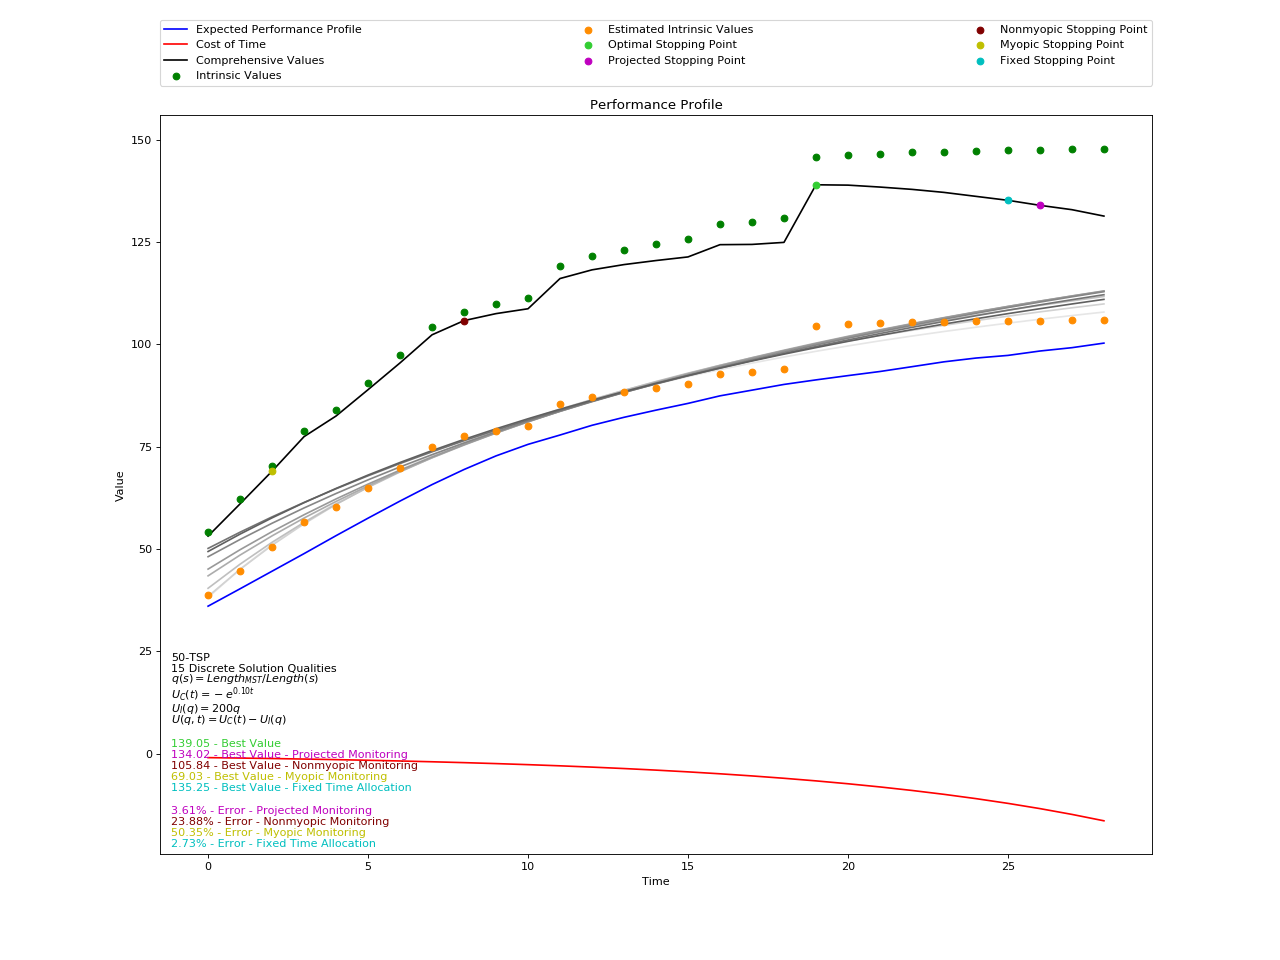 Expected Performance Profile
Cost of Time
Comprehensive Values
Intrinsic Values
Estimated Intrinsic Values
Optimal Stopping Point
Projected Stopping Point
Nonmyopic Stopping Point
Myopic Stopping Point
Fixed Stopping Point
Performance Profile
Value
150
125
100
75
50
25
0
50-TSP
15 Discrete Solution Qualities
q(s) = Length_{MST}/Length(s)
U_C(t) = −e^{0.10t}
U_I(q) = 200q
U(q, t) = U_C(t) − U_I(q)
139.05 - Best Value
134.02 - Best Value - Projected Monitoring
105.84 - Best Value - Nonmyopic Monitoring
69.03 - Best Value - Myopic Monitoring
135.25 - Best Value - Fixed Time Allocation
3.61% - Error - Projected Monitoring
23.88% - Error - Nonmyopic Monitoring
50.35% - Error - Myopic Monitoring
2.73% - Error - Fixed Time Allocation
0 5 10 15 20 25
Time